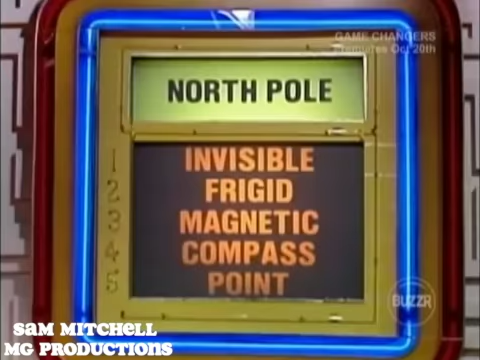 GAME CHANGERS
Premieres Oct 20th
NORTH POLE
1 INVISIBLE
2 FRIGID
3 MAGNETIC
4 COMPASS
5 POINT
BUZZR
SAM MITCHELL
MG PRODUCTIONS